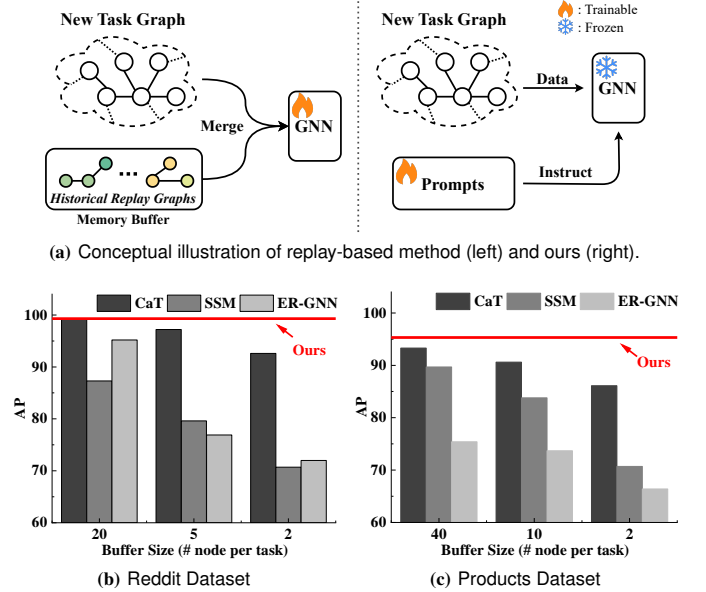 New Task Graph
Merge
GNN
...
Historical Replay Graphs
Memory Buffer
New Task Graph
: Trainable
: Frozen
Data
GNN
Prompts
Instruct
(a) Conceptual illustration of replay-based method (left) and ours (right).
CaT SSM ER-GNN
100
90
80
70
60
AP
Ours
20 5 2
Buffer Size (# node per task)
(b) Reddit Dataset
CaT SSM ER-GNN
100
90
80
70
60
AP
Ours
40 10 2
Buffer Size (# node per task)
(c) Products Dataset